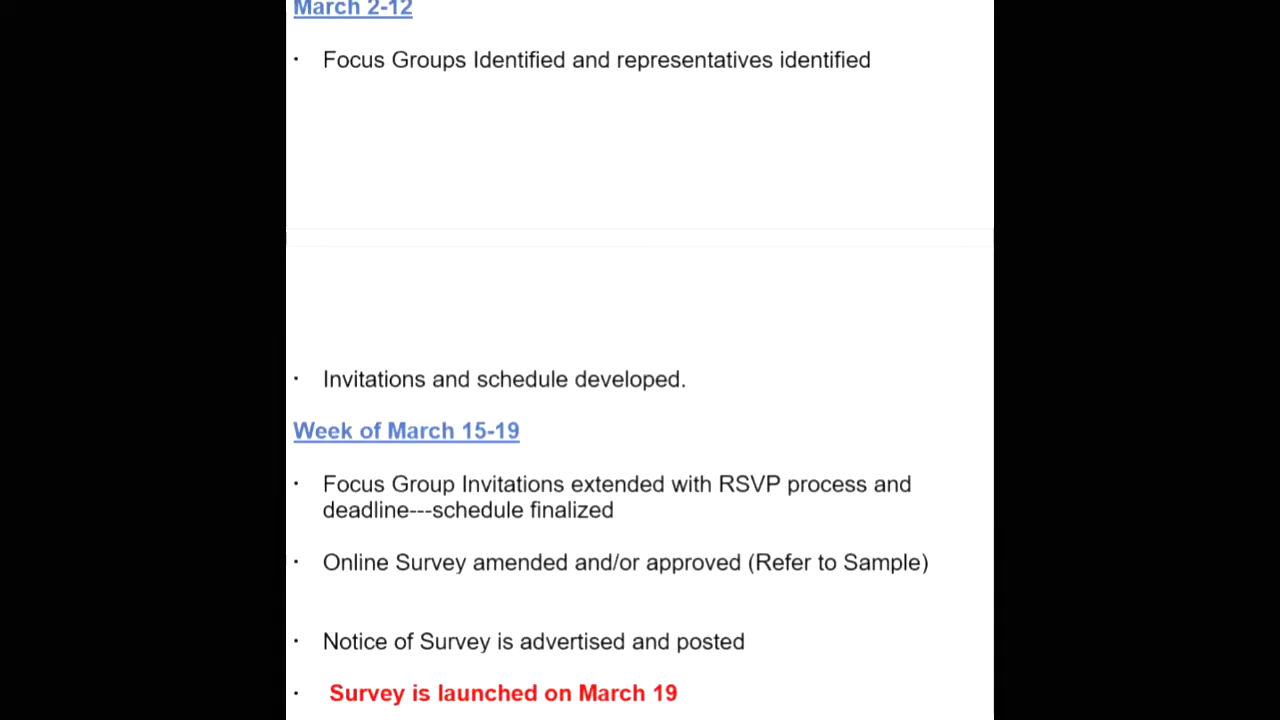 March 2-12
· Focus Groups Identified and representatives identified
· Invitations and schedule developed.
Week of March 15-19
· Focus Group Invitations extended with RSVP process and
deadline---schedule finalized
· Online Survey amended and/or approved (Refer to Sample)
· Notice of Survey is advertised and posted
· Survey is launched on March 19